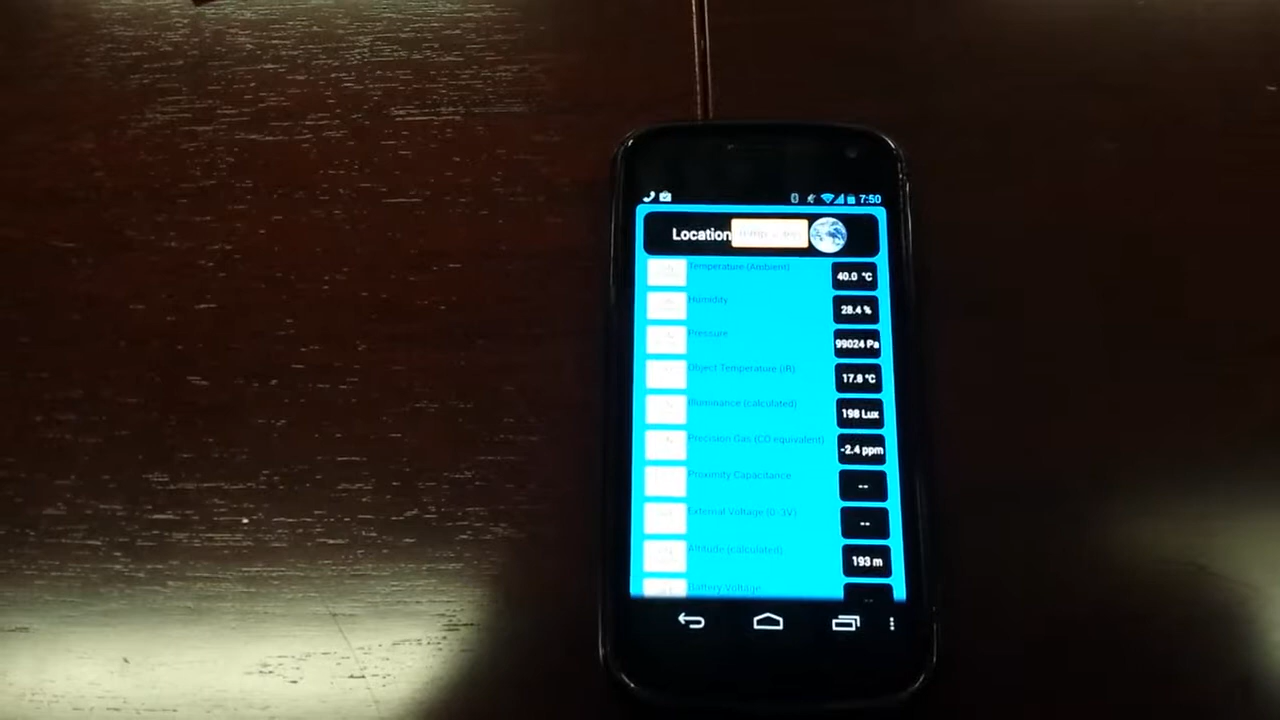 7:50
Location
Temperature (Ambient) 40.0 °C
Humidity 28.4 %
Pressure 99024 Pa
Object Temperature (IR) 17.8 °C
Illuminance (calculated) 198 Lux
Precision Gas (CO equivalent) -2.4 ppm
Proximity Capacitance --
External Voltage (0-3V) --
Altitude (calculated) 193 m
Battery Voltage --